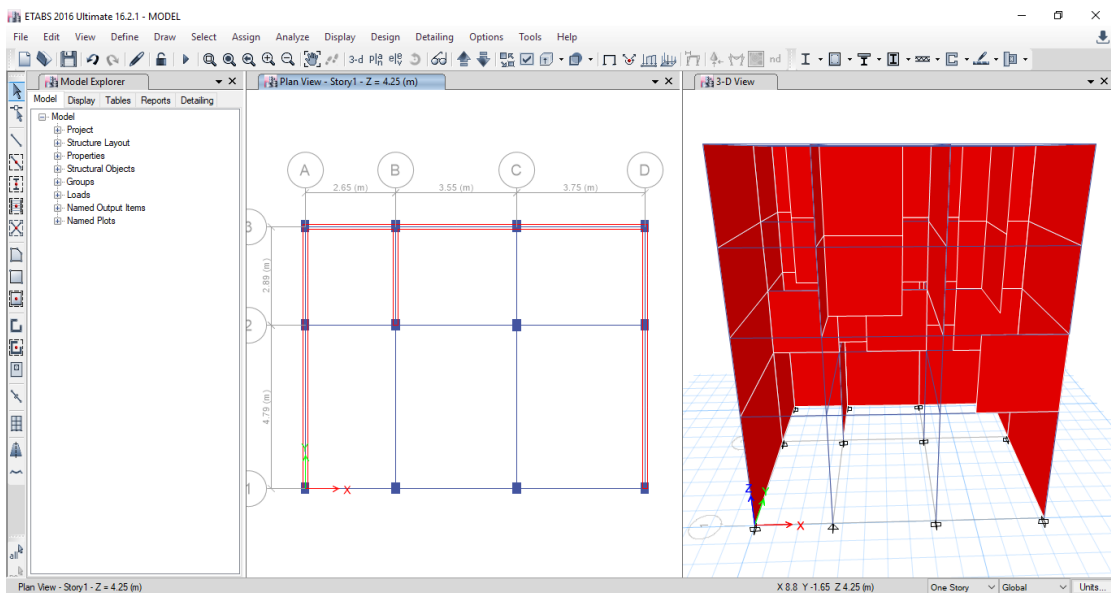 ETABS 2016 Ultimate 16.2.1 - MODEL
File Edit View Define Draw Select Assign Analyze Display Design Detailing Options Tools Help
3-d
nd
Model Explorer
Model Display Tables Reports Detailing
Model
Project
Structure Layout
Properties
Structural Objects
Groups
Loads
Named Output Items
Named Plots
all
Plan View - Story1 - Z = 4.25 (m)
A B C D
2.65 (m) 3.55 (m) 3.75 (m)
3
2.89 (m)
2
4.79 (m)
1
Y
X
3-D View
Z
Y
X
Plan View - Story1 - Z = 4.25 (m)
X 8.8 Y -1.65 Z 4.25 (m)
One Story
Global
Units...